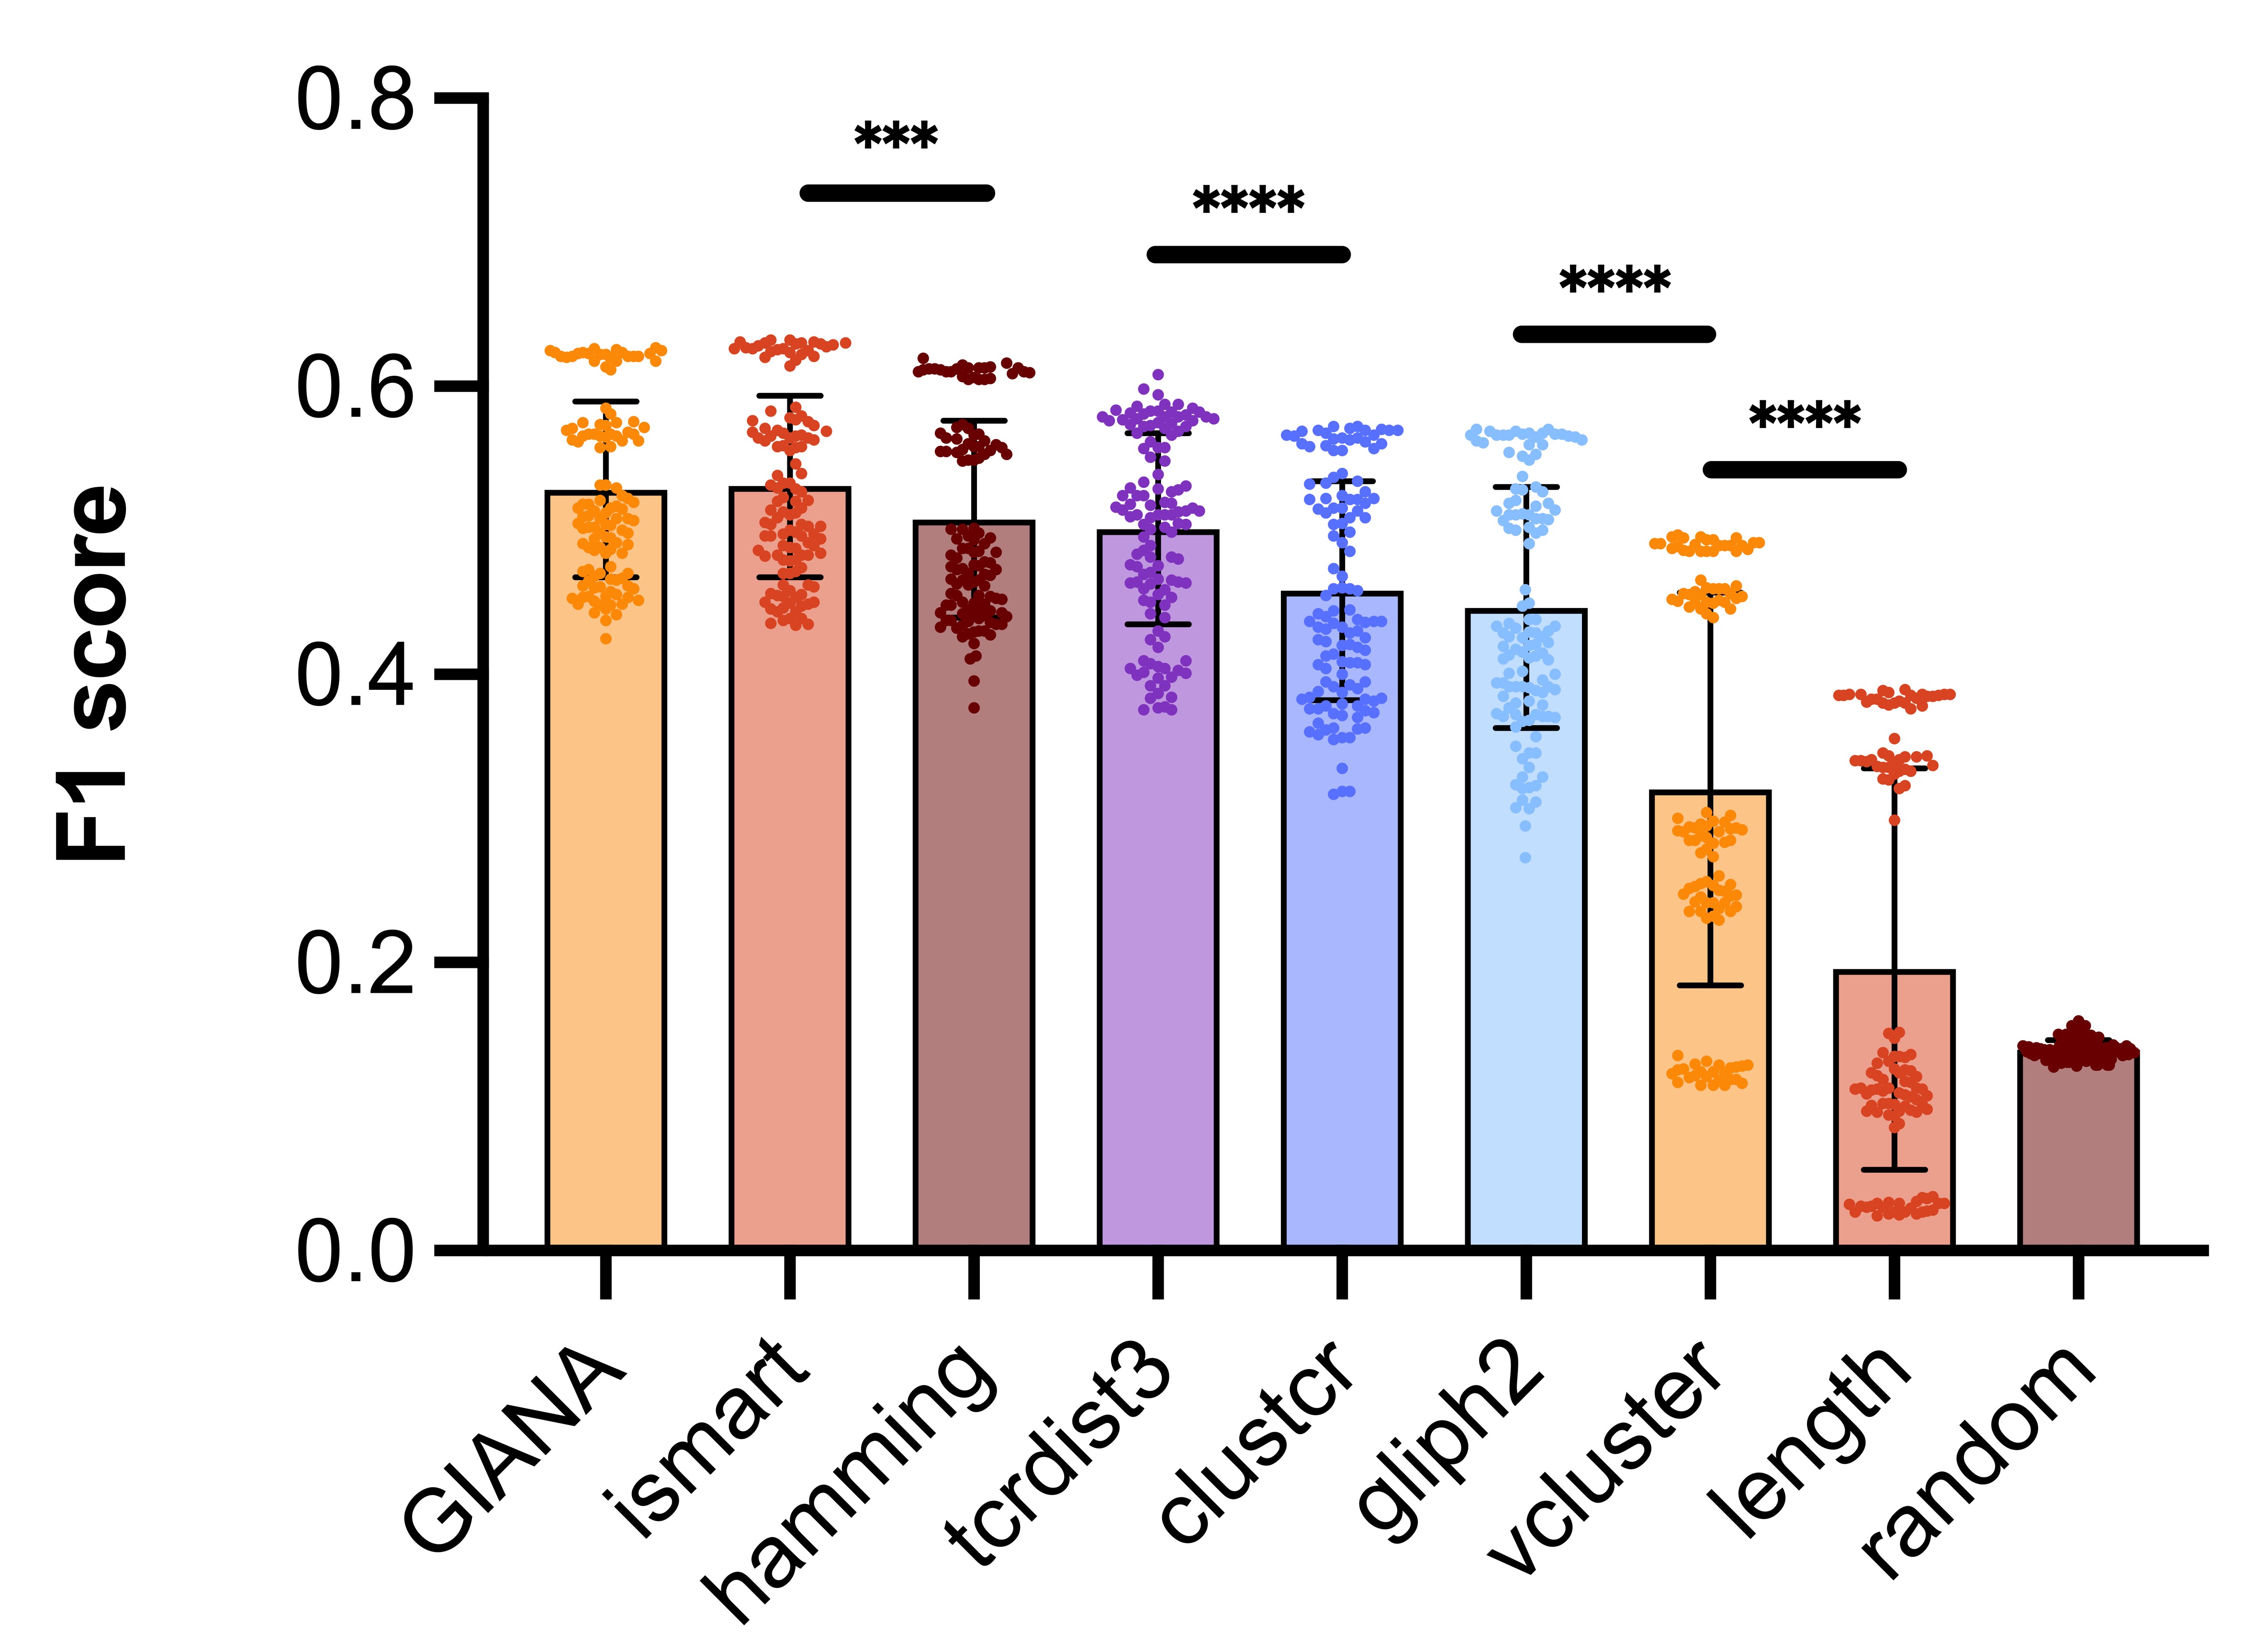 0.8
***
****
****
0.6
****
F1 score
0.4
0.2
0.0
GIANA
ismart
hamming
tcrdist3
clustcr
gliph2
vcluster
length
random